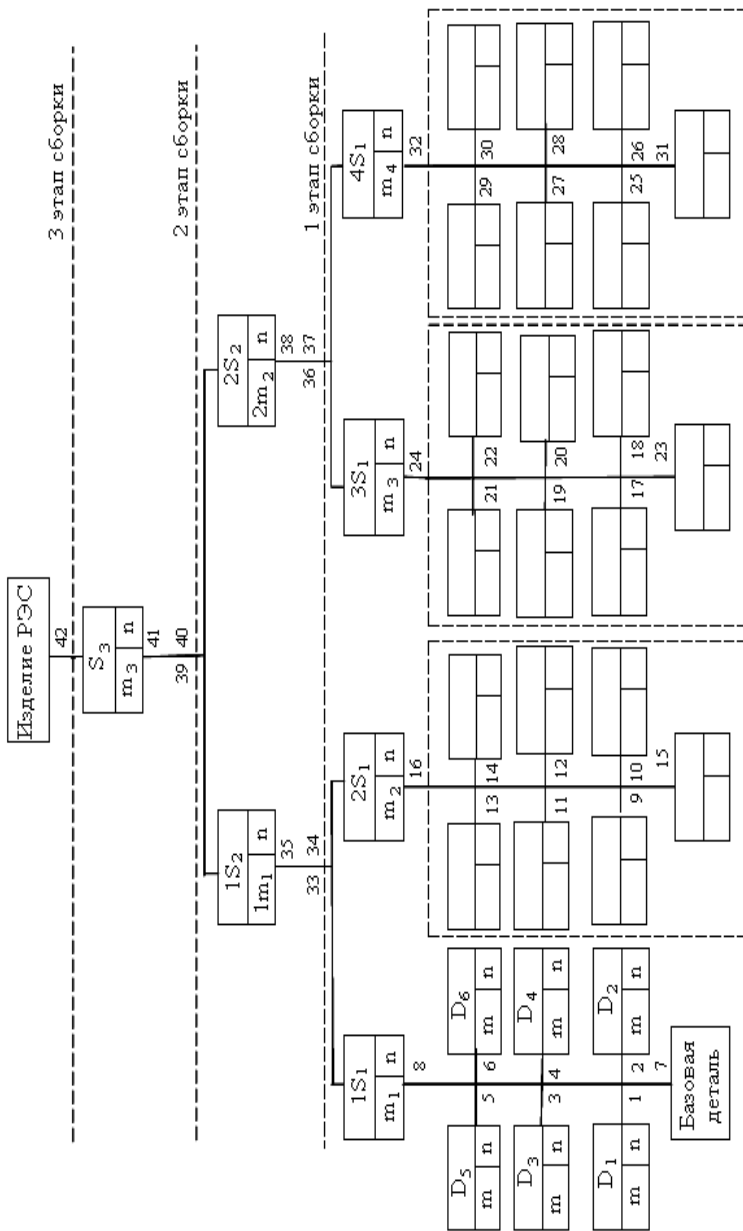 Изделие РЭС
42
3 этап сборки
S₃
m₃ n
41
39 40
2 этап сборки
1S₂
1m₁ n
2S₂
2m₂ n
35
38
33 34
36 37
1 этап сборки
1S₁
m₁ n
2S₁
m₂ n
3S₁
m₃ n
4S₁
m₄ n
8
16
24
32
D₅
m n
D₆
m n
5 6
13 14
21 22
29 30
D₃
m n
D₄
m n
3 4
11 12
19 20
27 28
D₁
m n
D₂
m n
1 2
9 10
17 18
25 26
7
15
23
31
Базовая
деталь